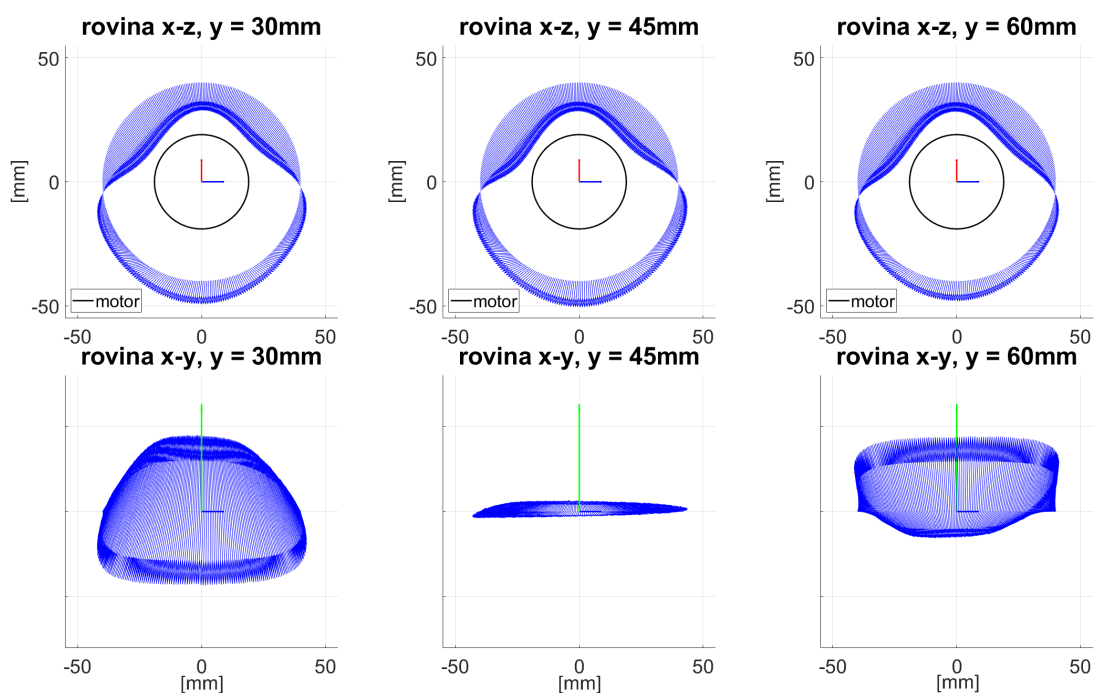 rovina x-z, y = 30mm
rovina x-z, y = 45mm
rovina x-z, y = 60mm
50
0
-50
[mm]
motor
-50
0
50
50
0
-50
[mm]
motor
-50
0
50
50
0
-50
[mm]
motor
-50
0
50
rovina x-y, y = 30mm
rovina x-y, y = 45mm
rovina x-y, y = 60mm
-50
0
50
[mm]
-50
0
50
[mm]
-50
0
50
[mm]